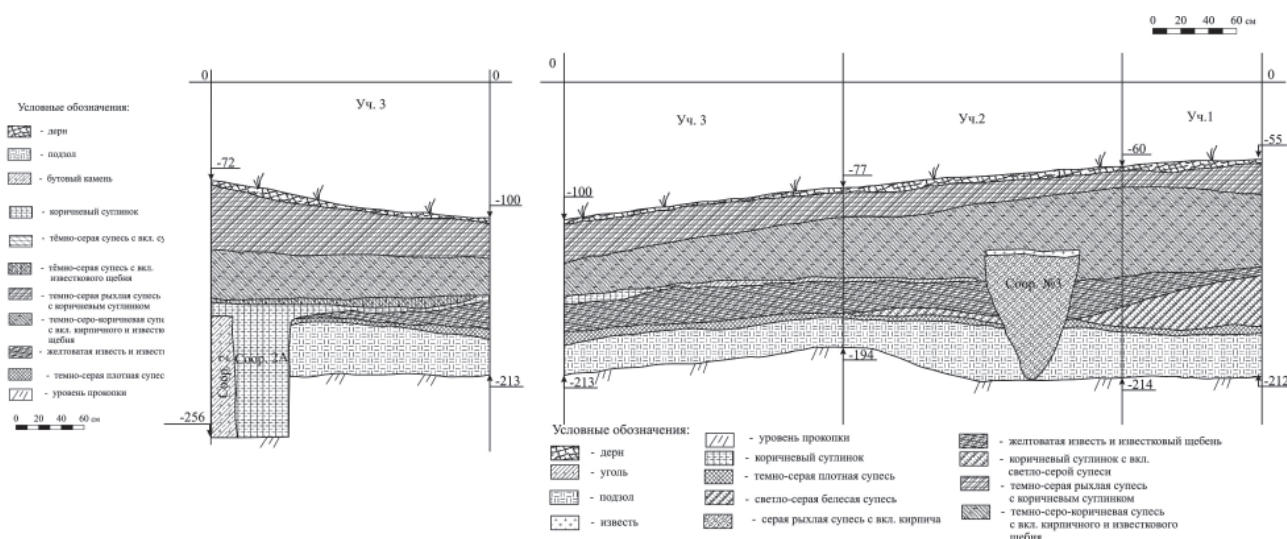 0 20 40 60 см
0 0
Уч. 3
-72
-100
-213
-256
Соор. 2
Соор. 2А
Условные обозначения:
- дерн
- подзол
- бутовый камень
- коричневый суглинок
- тёмно-серая супесь с вкл. су
- тёмно-серая супесь с вкл.
известкового щебня
- темно-серая рыхлая супесь
с коричневым суглинком
- темно-серо-коричневая супе
с вкл. кирпичного и известко
щебня
- желтоватая известь и извести
- темно-серая плотная супес
- уровень прокопки
0 20 40 60 см
0 0
Уч. 3
Уч.2
Уч.1
-100
-77
-60
-55
Соор. №3
-213
-194
-214
-212
Условные обозначения:
- дерн
- уголь
- подзол
- известь
- уровень прокопки
- коричневый суглинок
- темно-серая плотная супесь
- светло-серая белесая супесь
- серая рыхлая супесь с вкл. кирпича
- желтоватая известь и известковый щебень
- коричневый суглинок с вкл.
светло-серой супеси
- темно-серая рыхлая супесь
с коричневым суглинком
- темно-серо-коричневая супесь
с вкл. кирпичного и известкового
щебня